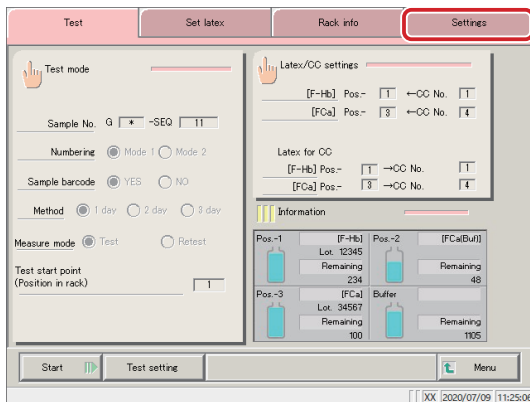 Test Set latex Rack info Settings
Test mode
Sample No. G * -SEQ 11
Numbering Mode 1 Mode 2
Sample barcode YES NO
Method 1 day 2 day 3 day
Measure mode Test Retest
Test start point
(Position in rack) 1
Latex/CC settings
[F-Hb] Pos.- 1 ←CC No. 1
[FCa] Pos.- 3 ←CC No. 4
Latex for CC
[F-Hb] Pos.- 1 →CC No. 1
[FCa] Pos.- 3 →CC No. 4
Information
Pos.-1 [F-Hb] Pos.-2 [FCa(Buf)]
Lot. 12345
Remaining Remaining
234 48
Pos.-3 [FCa] Buffer
Lot. 34567
Remaining Remaining
100 1105
Start Test setting Menu
XX 2020/07/09